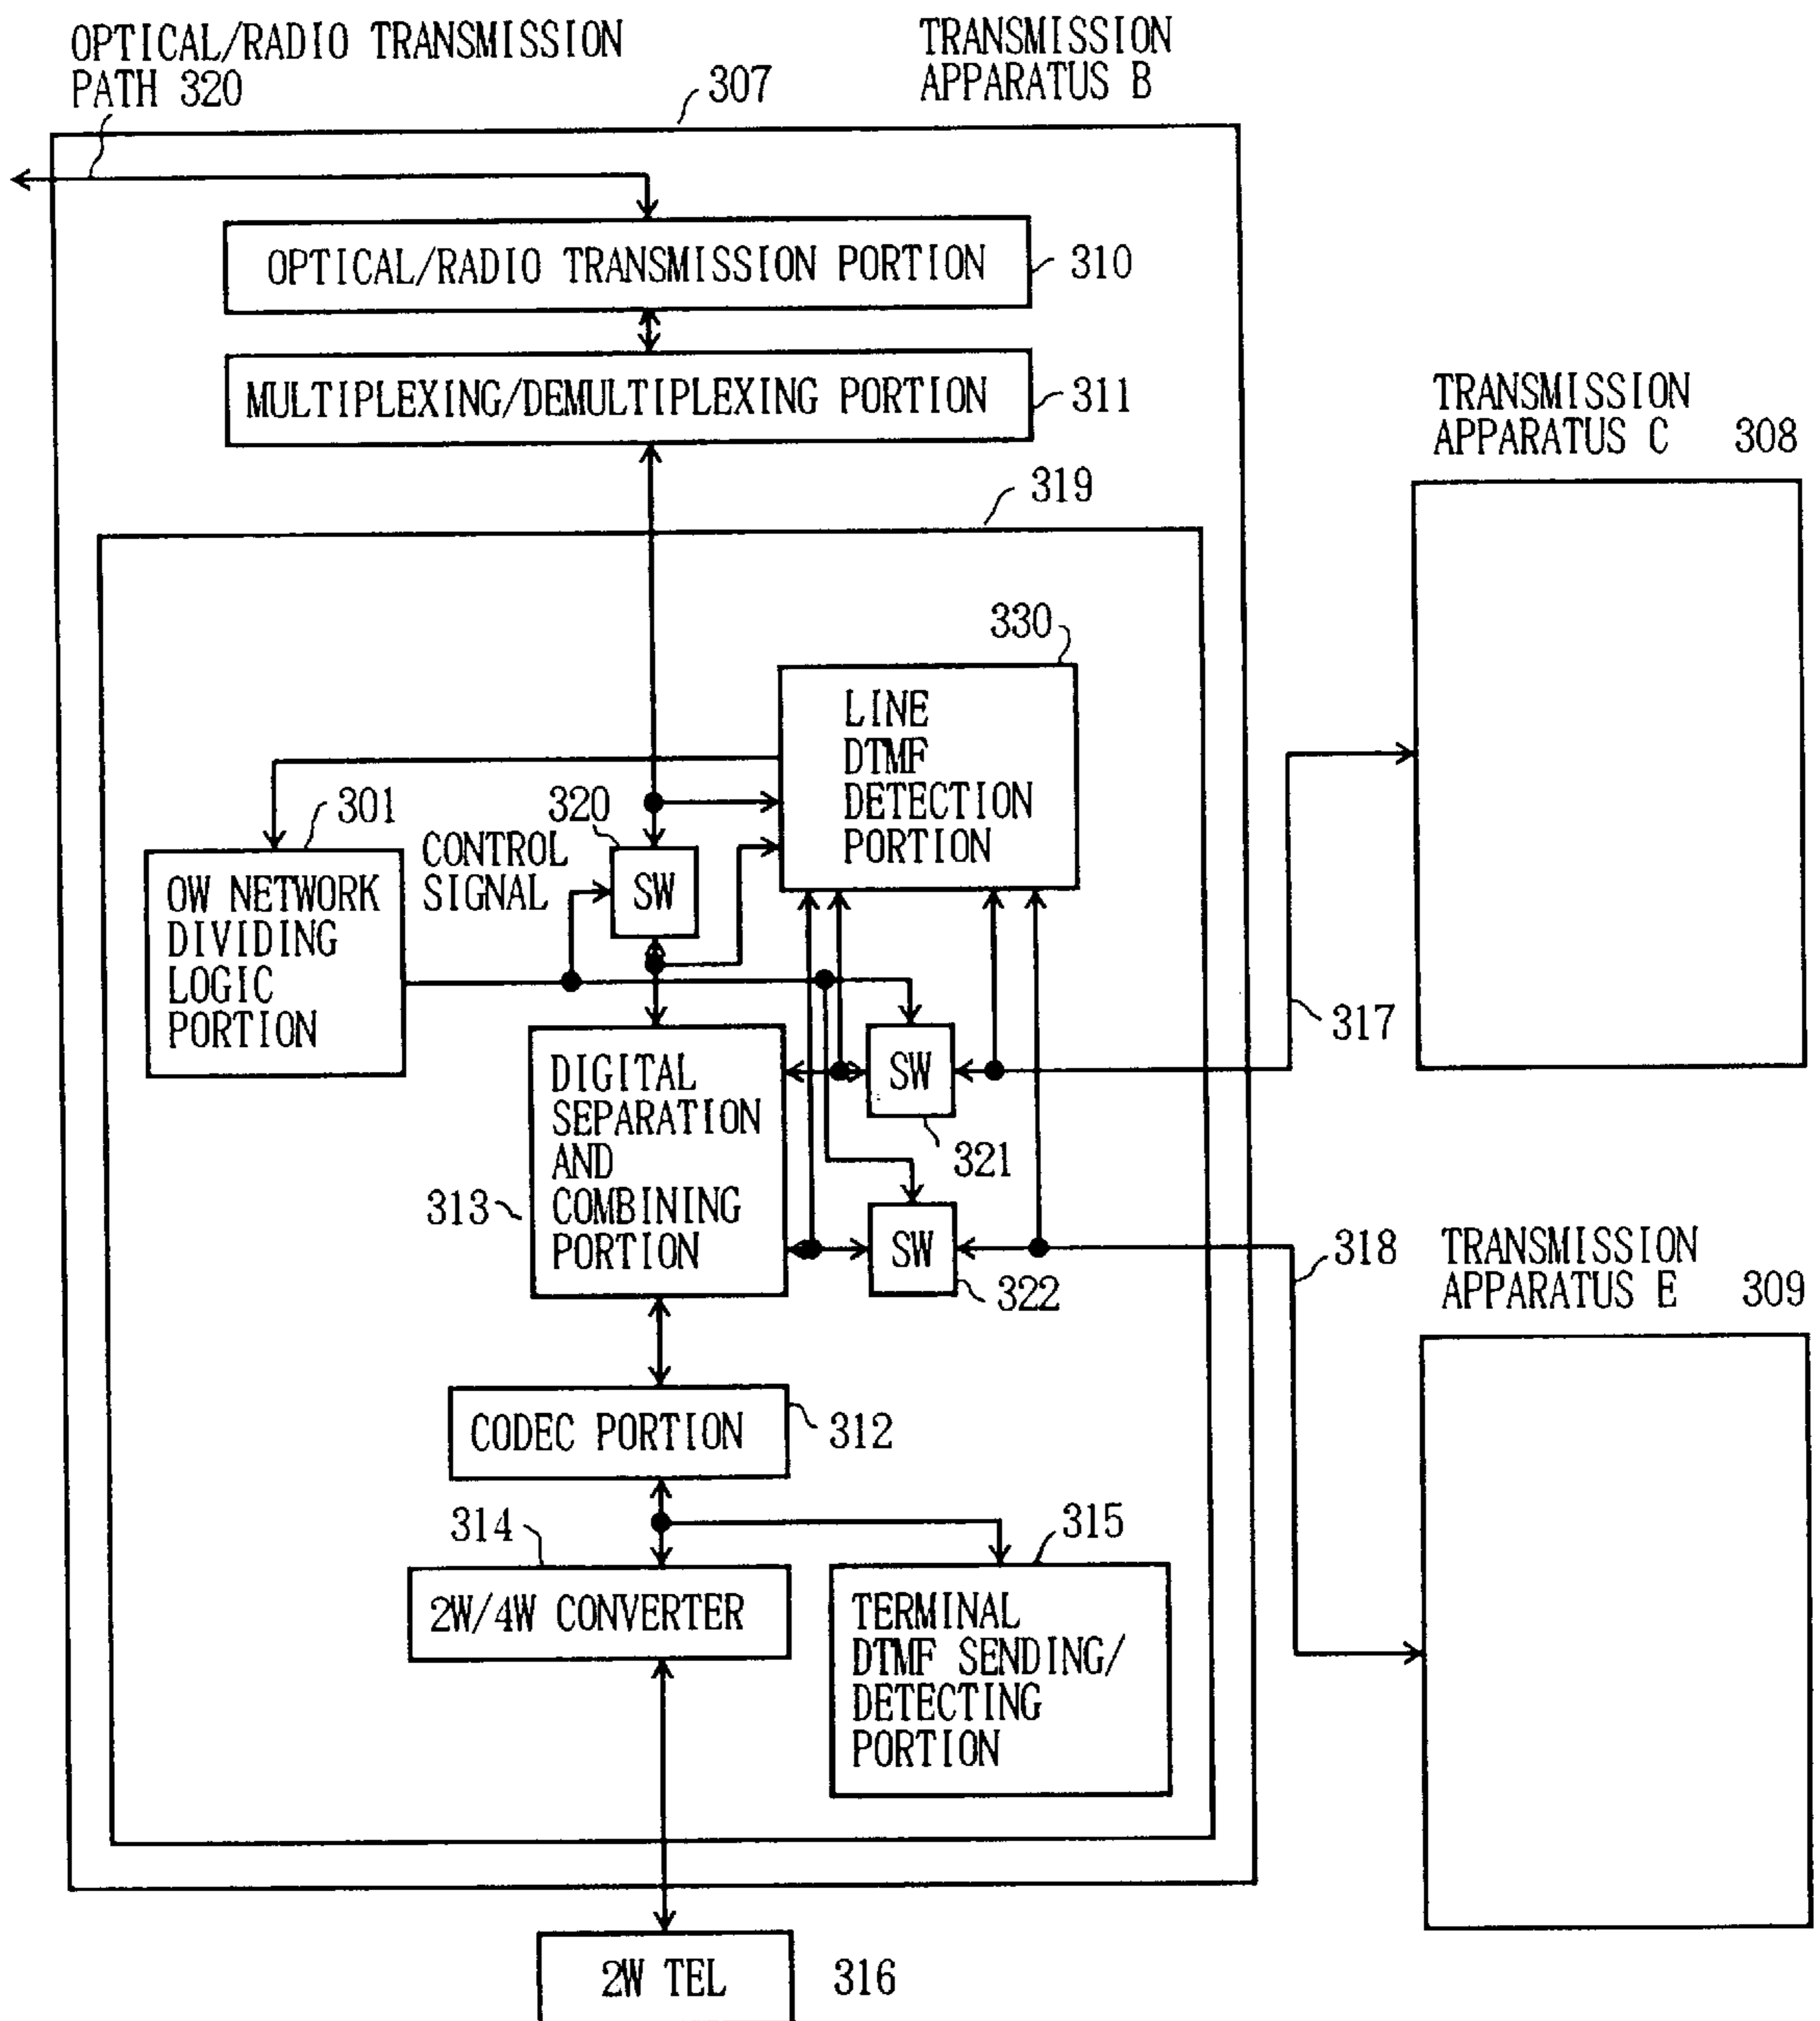 OPTICAL/RADIO TRANSMISSION
PATH 320
307
TRANSMISSION
APPARATUS B
OPTICAL/RADIO TRANSMISSION PORTION
310
MULTIPLEXING/DEMULTIPLEXING PORTION
311
TRANSMISSION
APPARATUS C 308
319
330
LINE
DTMF
DETECTION
PORTION
301
CONTROL
SIGNAL
320
SW
OW NETWORK
DIVIDING
LOGIC
PORTION
317
DIGITAL
SEPARATION
AND
COMBINING
PORTION
313
SW
321
SW
322
318
TRANSMISSION
APPARATUS E 309
CODEC PORTION
312
314
315
2W/4W CONVERTER
TERMINAL
DTMF SENDING/
DETECTING
PORTION
2W TEL
316